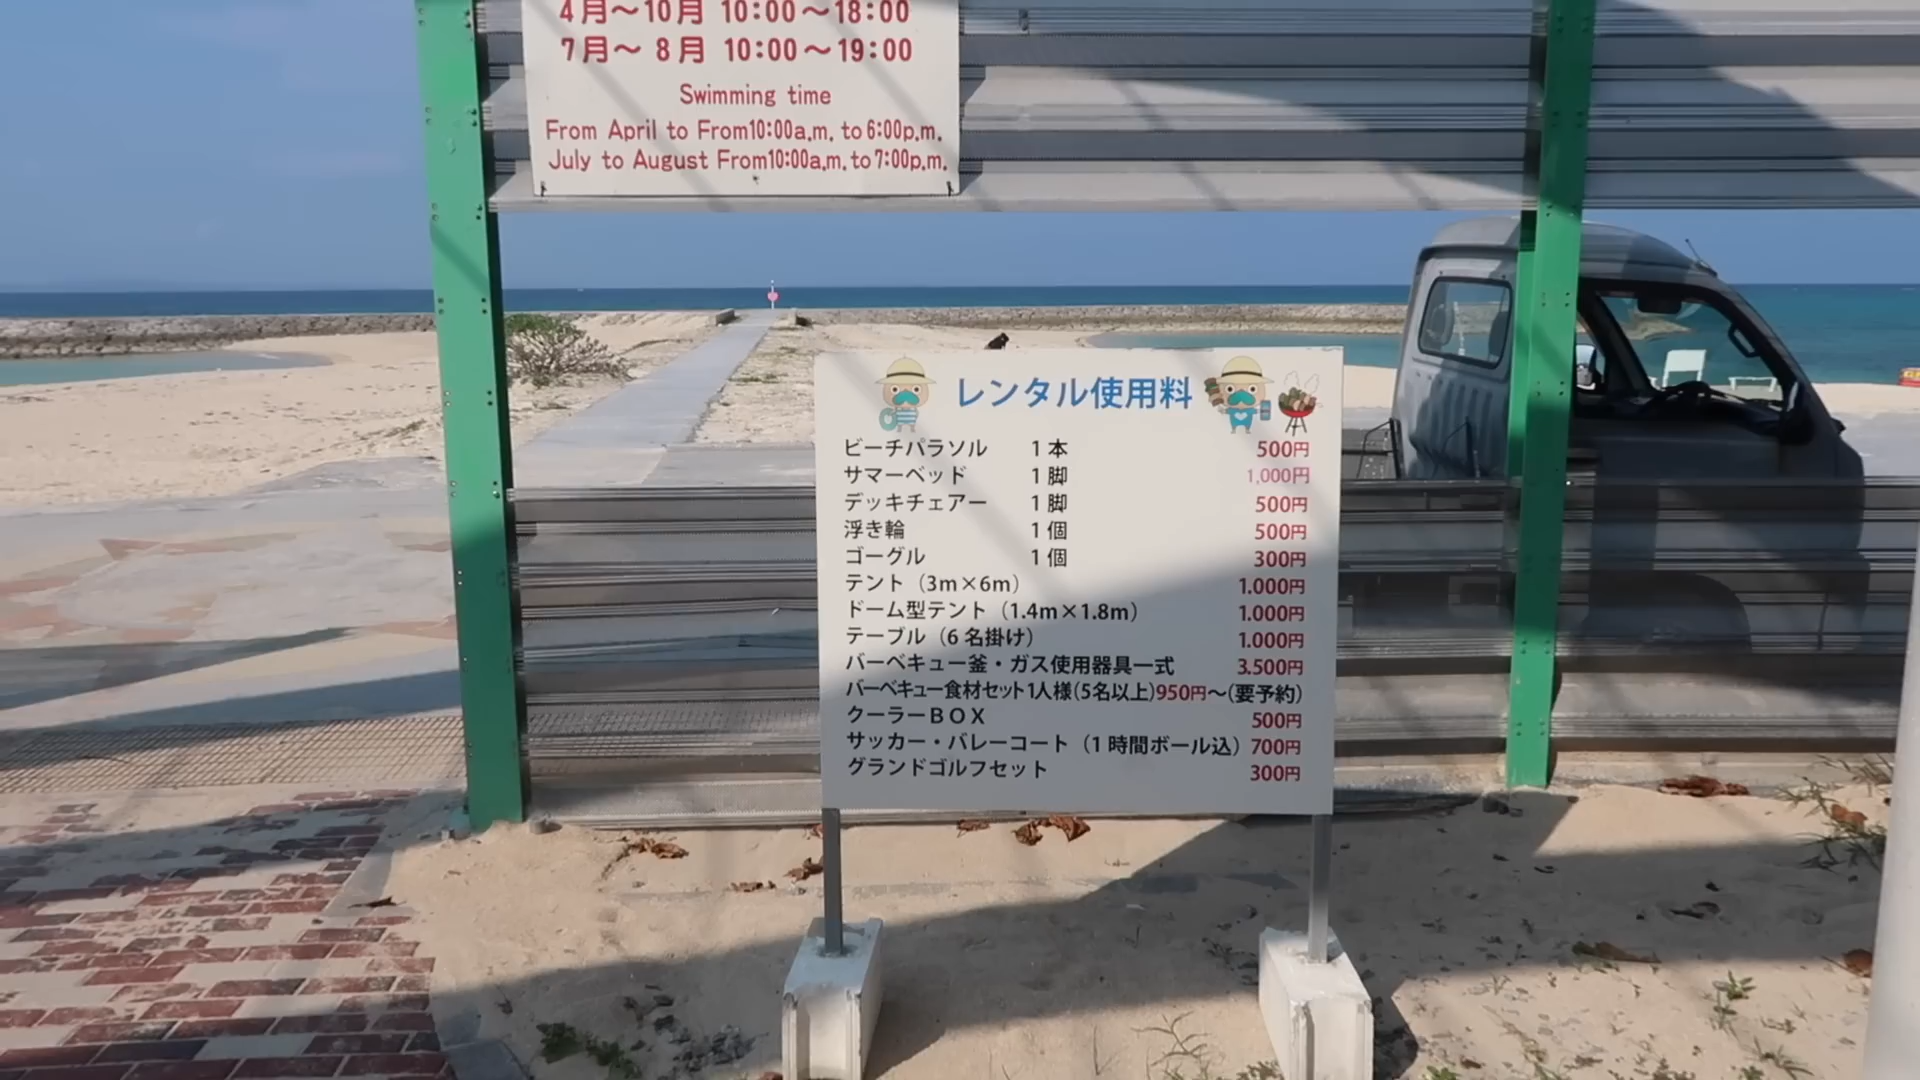 4月～10月 10:00～18:00
7月～ 8月 10:00～19:00
Swimming time
From April to From10:00a.m. to 6:00p.m.
July to August From10:00a.m. to 7:00p.m.
レンタル使用料
ビーチパラソル 1本 500円
サマーベッド 1脚 1,000円
デッキチェアー 1脚 500円
浮き輪 1個 500円
ゴーグル 1個 300円
テント（3m×6m） 1.000円
ドーム型テント（1.4m×1.8m） 1.000円
テーブル（6名掛け） 1.000円
バーベキュー釜・ガス使用器具一式 3.500円
バーベキュー食材セット1人様(5名以上)950円～(要予約)
クーラーＢＯＸ 500円
サッカー・バレーコート（1時間ボール込）700円
グランドゴルフセット 300円